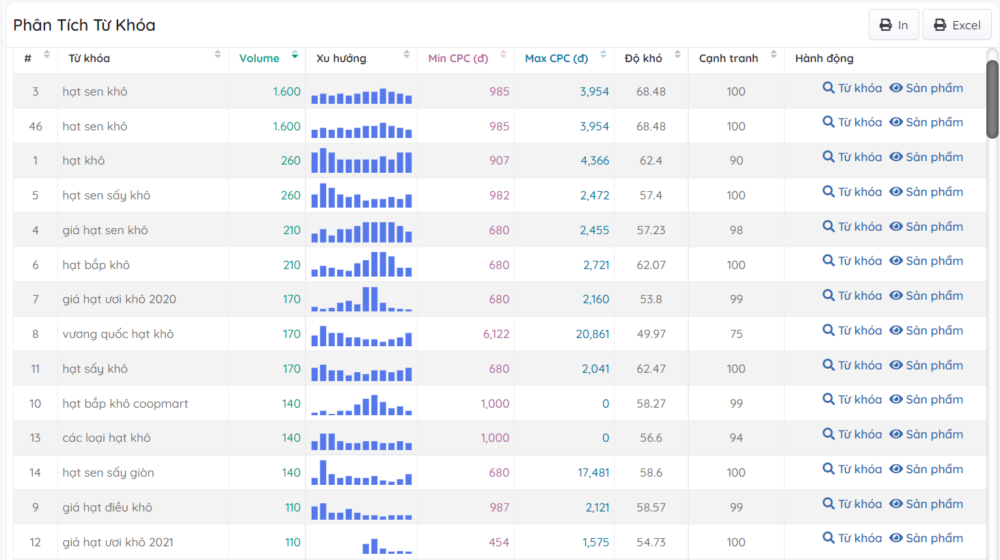 Phân Tích Từ Khóa In Excel
# Từ khóa Volume Xu hướng Min CPC (đ) Max CPC (đ) Độ khó Cạnh tranh Hành động
3 hạt sen khô 1.600 985 3,954 68.48 100 Từ khóa Sản phẩm
46 hat sen khô 1.600 985 3,954 68.48 100 Từ khóa Sản phẩm
1 hạt khô 260 907 4,366 62.4 90 Từ khóa Sản phẩm
5 hạt sen sấy khô 260 982 2,472 57.4 100 Từ khóa Sản phẩm
4 giá hạt sen khô 210 680 2,455 57.23 98 Từ khóa Sản phẩm
6 hạt bắp khô 210 680 2,721 62.07 100 Từ khóa Sản phẩm
7 giá hạt ươi khô 2020 170 680 2,160 53.8 99 Từ khóa Sản phẩm
8 vương quốc hạt khô 170 6,122 20,861 49.97 75 Từ khóa Sản phẩm
11 hạt sấy khô 170 680 2,041 62.47 100 Từ khóa Sản phẩm
10 hạt bắp khô coopmart 140 1,000 0 58.27 99 Từ khóa Sản phẩm
13 các loại hạt khô 140 1,000 0 56.6 94 Từ khóa Sản phẩm
14 hạt sen sấy giòn 140 680 17,481 58.6 100 Từ khóa Sản phẩm
9 giá hạt điều khô 110 987 2,121 58.57 99 Từ khóa Sản phẩm
12 giá hạt ươi khô 2021 110 454 1,575 54.73 100 Từ khóa Sản phẩm